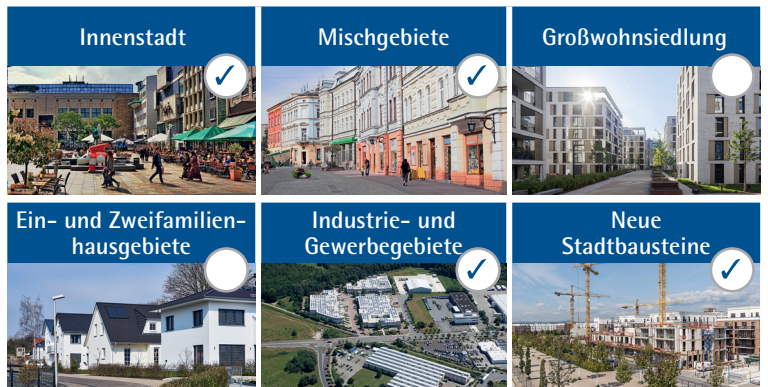 Innenstadt
Mischgebiete
Großwohnsiedlung
Ein- und Zweifamilien-
hausgebiete
Industrie- und
Gewerbegebiete
Neue
Stadtbausteine